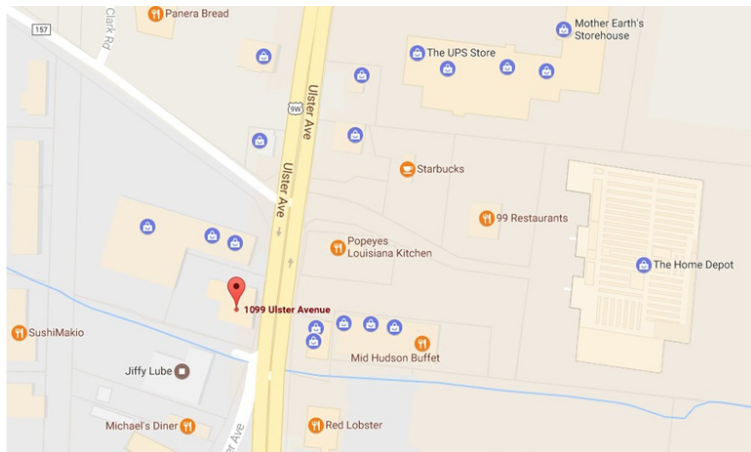 Panera Bread
157
Clark Rd
Mother Earth's
Storehouse
The UPS Store
Ulster Ave
9W
Ulster Ave
Starbucks
99 Restaurants
Popeyes
Louisiana Kitchen
The Home Depot
1099 Ulster Avenue
SushiMakio
Mid Hudson Buffet
Jiffy Lube
Michael's Diner
Red Lobster
er Ave